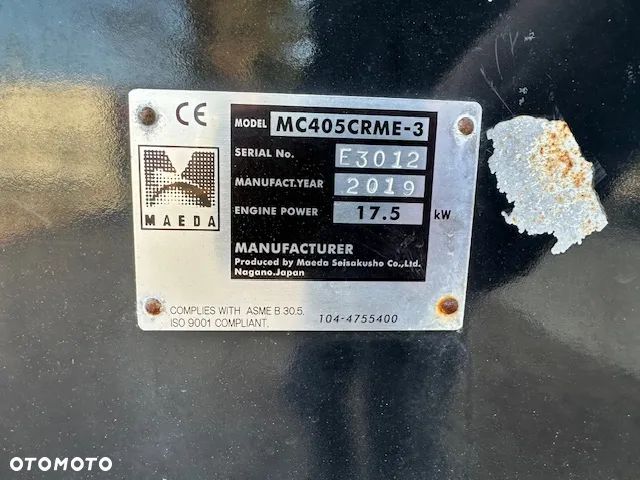 CE
MODEL MC405CRME-3
SERIAL No. E3012
MANUFACT.YEAR 2019
ENGINE POWER 17.5 kW
MAEDA
MANUFACTURER
Produced by Maeda Seisakusho Co.,Ltd.
Nagano.Japan
COMPLIES WITH ASME B 30.5.
ISO 9001 COMPLIANT.
104-4755400
OTOMOTO